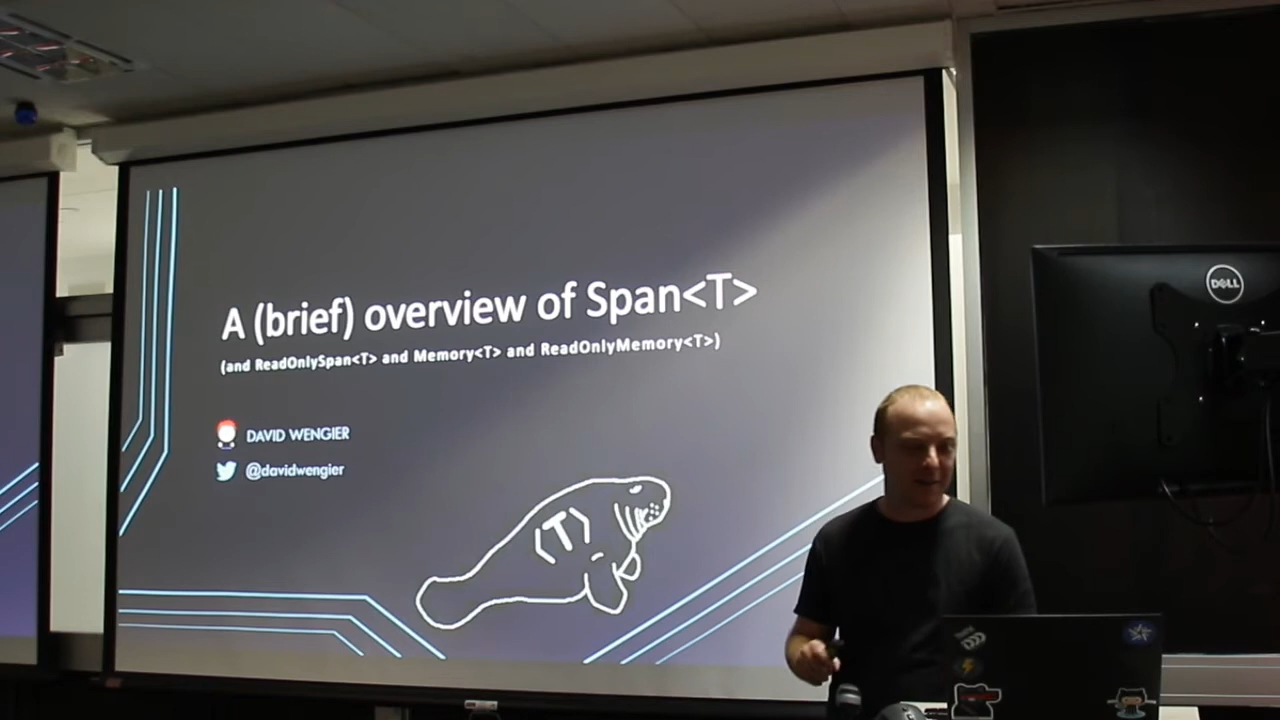 A (brief) overview of Span<T>
(and ReadOnlySpan<T> and Memory<T> and ReadOnlyMemory<T>)
DAVID WENGIER
@davidwengier
⟨T⟩
DELL